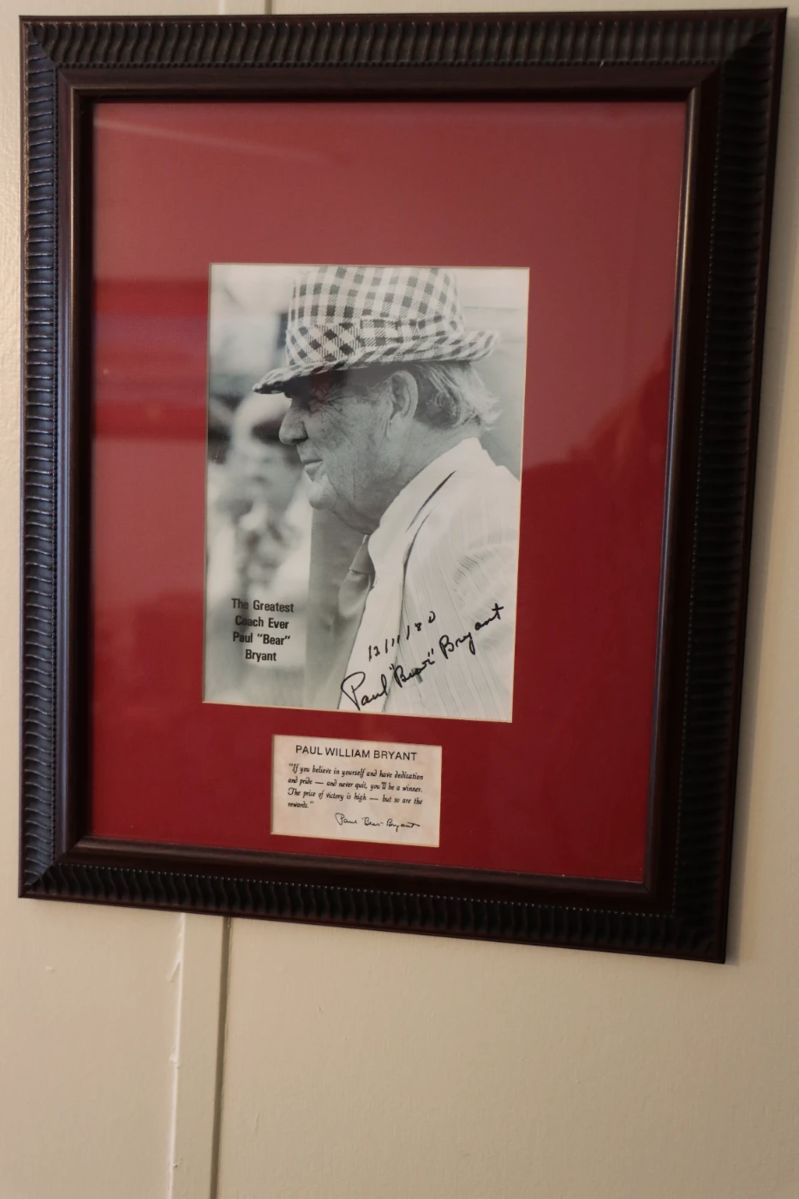 The Greatest
Coach Ever
Paul "Bear"
Bryant
12/11/80
Paul "Bear" Bryant
PAUL WILLIAM BRYANT
"If you believe in yourself and have dedication
and pride — and never quit, you'll be a winner.
The price of victory is high — but so are the
rewards."
Paul "Bear" Bryant